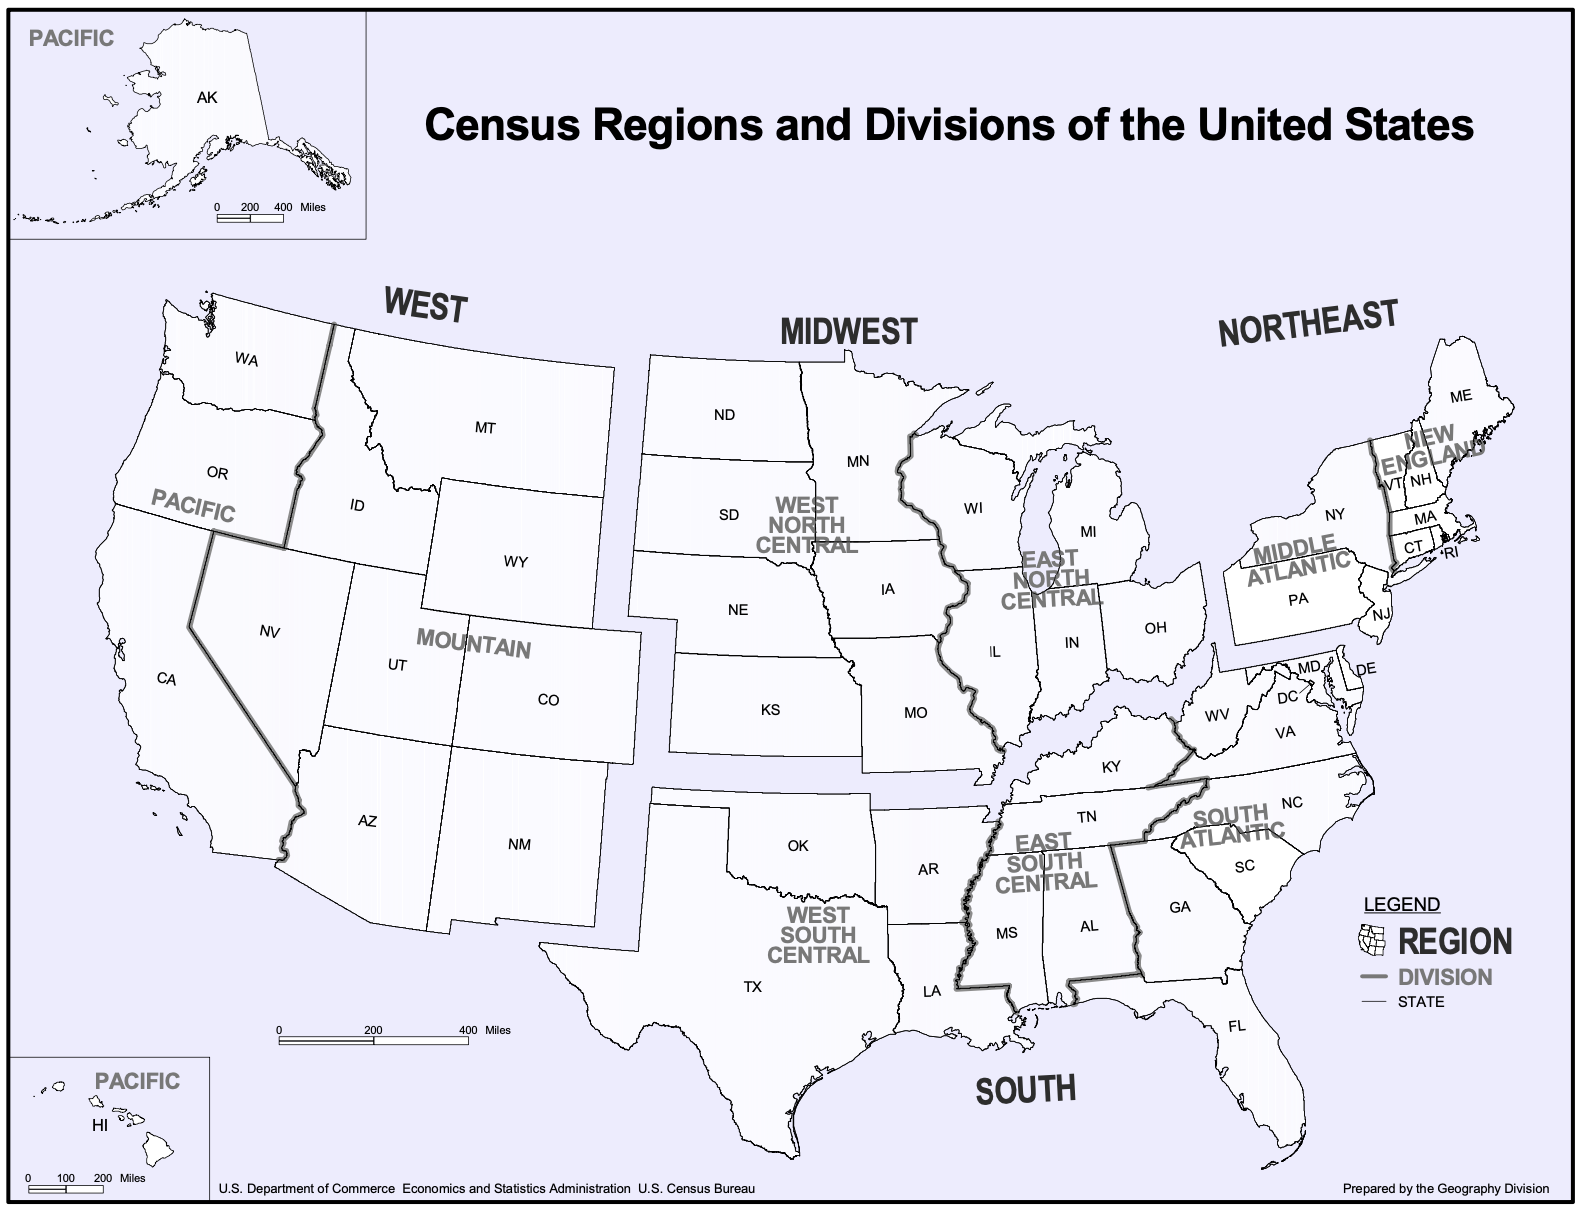 PACIFIC
AK
0 200 400 Miles
Census Regions and Divisions of the United States
WEST
MIDWEST
NORTHEAST
WA
MT
ND
MN
ME
OR
ID
SD
WI
MI
NY
VT
NH
NEW
ENGLAND
MA
CT
RI
PACIFIC
WEST
NORTH
CENTRAL
EAST
NORTH
CENTRAL
MIDDLE
ATLANTIC
WY
IA
PA
NJ
NV
UT
MOUNTAIN
CO
NE
IL
IN
OH
CA
KS
MO
WV
MD
DE
DC
VA
KY
AZ
NM
OK
AR
TN
NC
SOUTH
ATLANTIC
EAST
SOUTH
CENTRAL
SC
WEST
SOUTH
CENTRAL
MS
AL
GA
TX
LA
FL
SOUTH
LEGEND
REGION
DIVISION
STATE
0 200 400 Miles
PACIFIC
HI
0 100 200 Miles
U.S. Department of Commerce Economics and Statistics Administration U.S. Census Bureau
Prepared by the Geography Division